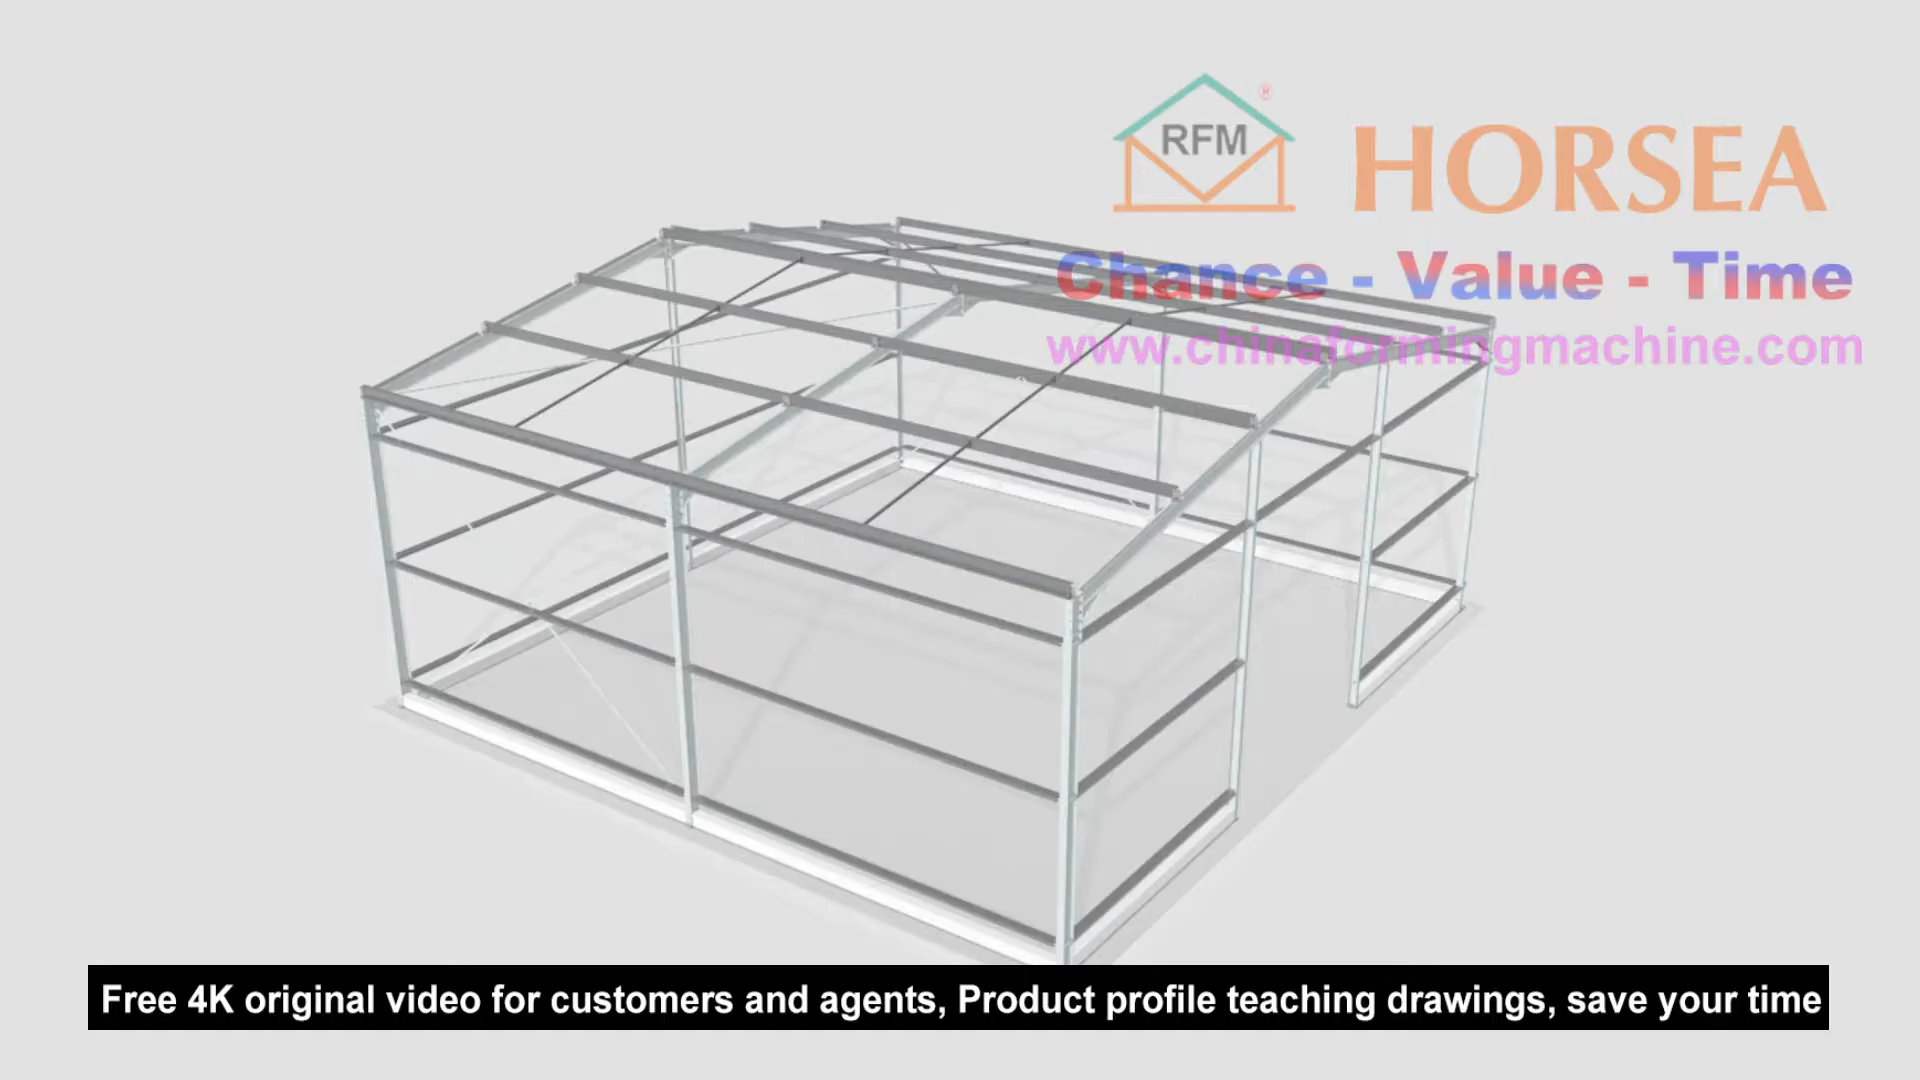 RFM
HORSEA
Chance - Value - Time
www.chinaformingmachine.com
Free 4K original video for customers and agents, Product profile teaching drawings, save your time